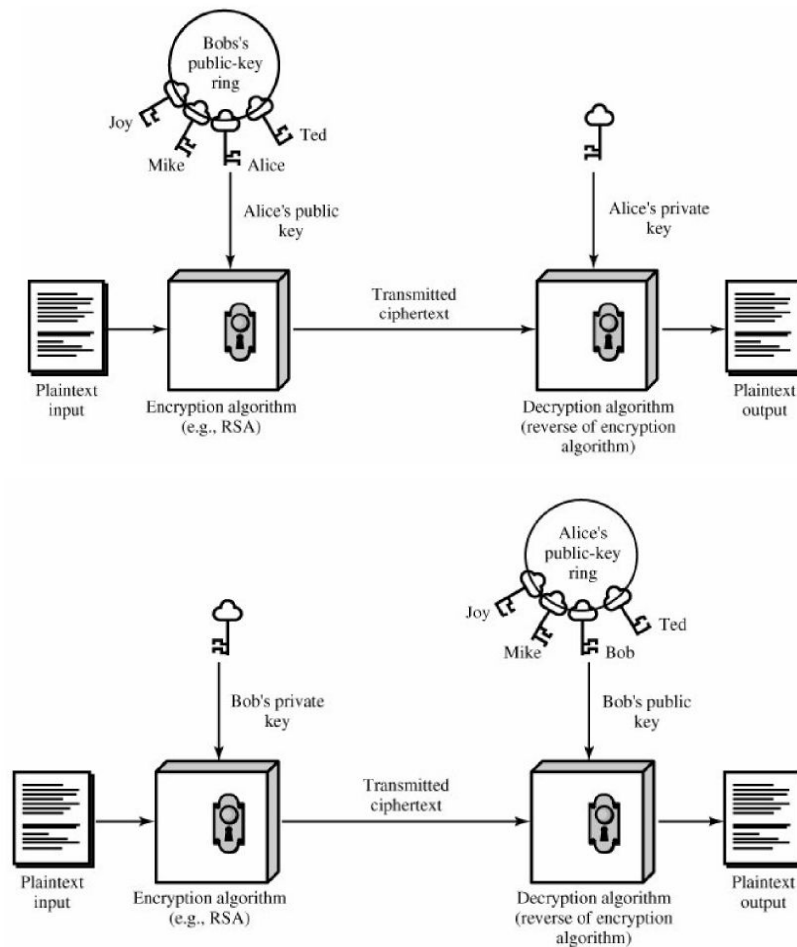 Bobs's
public-key
ring
Joy
Ted
Mike
Alice
Alice's public
key
Alice's private
key
Transmitted
ciphertext
Plaintext
input
Encryption algorithm
(e.g., RSA)
Decryption algorithm
(reverse of encryption
algorithm)
Plaintext
output
Alice's
public-key
ring
Joy
Ted
Mike
Bob
Bob's private
key
Bob's public
key
Transmitted
ciphertext
Plaintext
input
Encryption algorithm
(e.g., RSA)
Decryption algorithm
(reverse of encryption
algorithm)
Plaintext
output